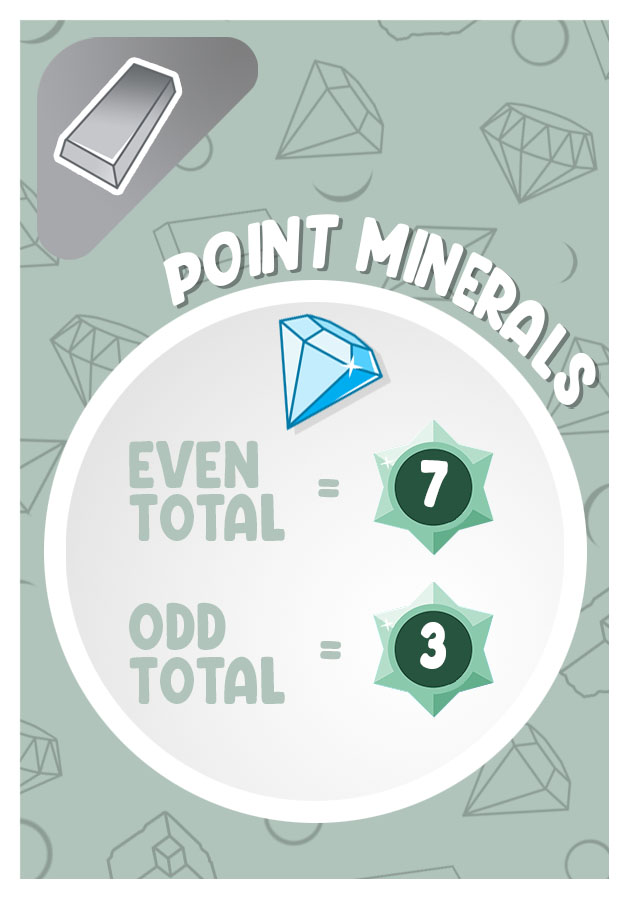 POINT MINERALS
EVEN
TOTAL
= 7
ODD
TOTAL
= 3